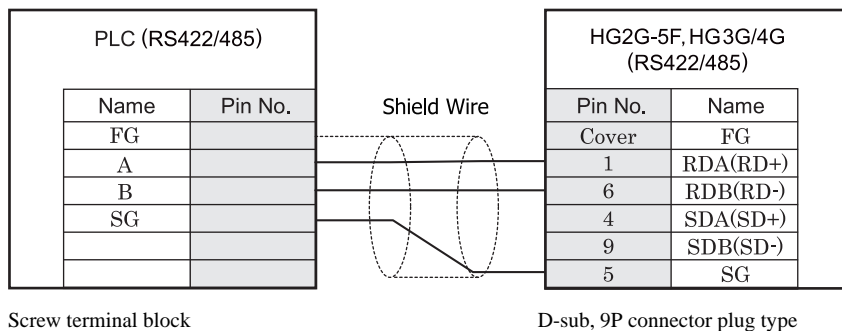 PLC (RS422/485)
HG2G-5F, HG3G/4G
(RS422/485)
Name Pin No. Shield Wire Pin No. Name
FG Cover FG
A 1 RDA(RD+)
B 6 RDB(RD-)
SG 4 SDA(SD+)
9 SDB(SD-)
5 SG
Screw terminal block D-sub, 9P connector plug type